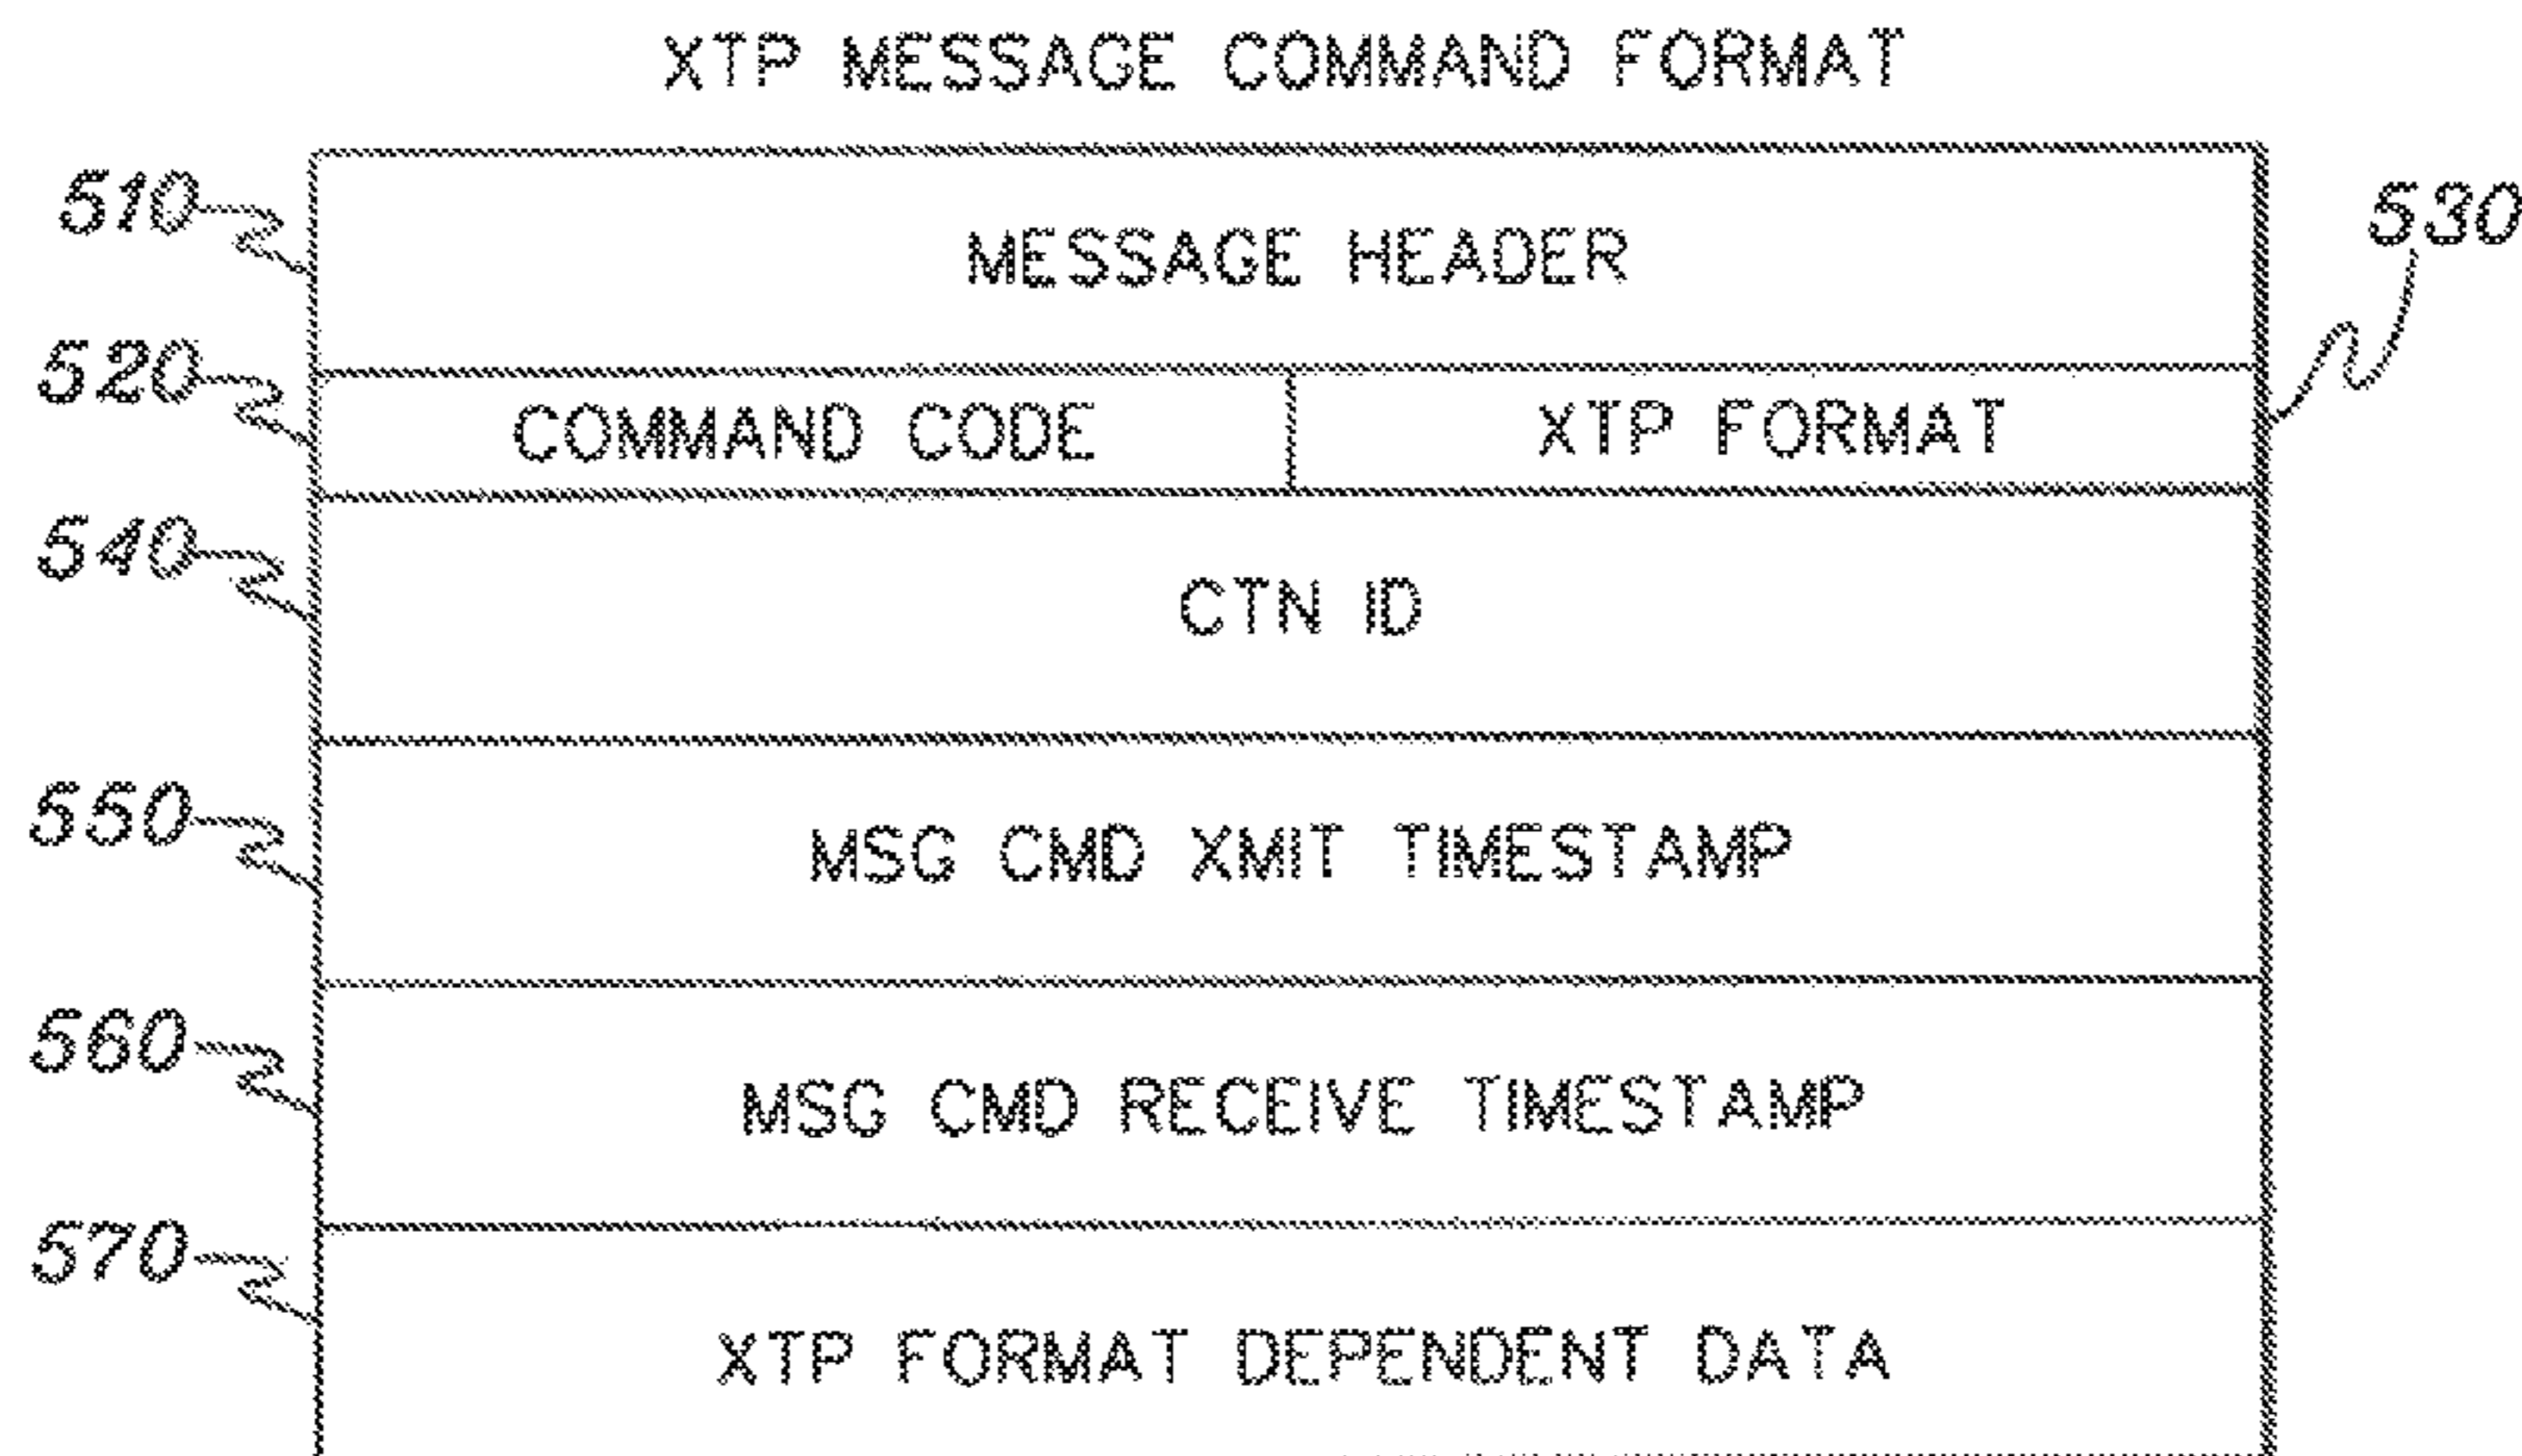 XTP MESSAGE COMMAND FORMAT
510
MESSAGE HEADER
530
520
COMMAND CODE
XTP FORMAT
540
CTN ID
550
MSG CMD XMIT TIMESTAMP
560
MSG CMD RECEIVE TIMESTAMP
570
XTP FORMAT DEPENDENT DATA